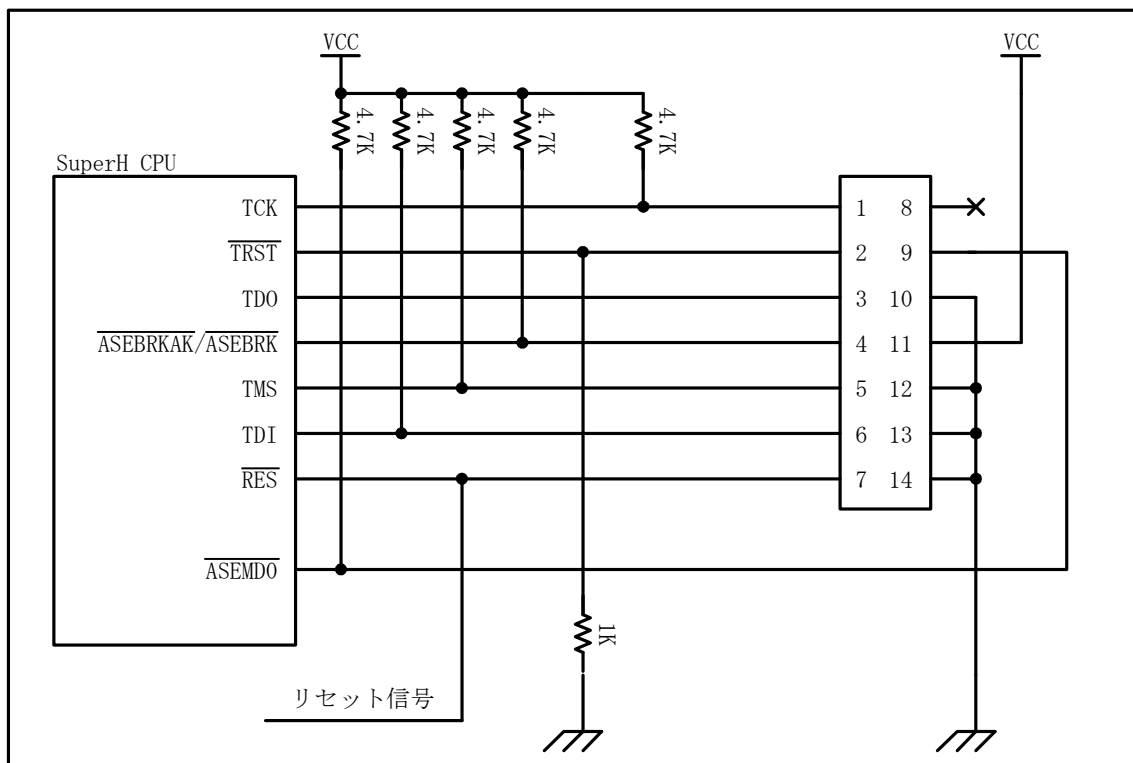 VCC
VCC
4.7K
4.7K
4.7K
4.7K
4.7K
SuperH CPU
TCK
1
8
TRST
2
9
TDO
3
10
ASEBRKAK/ASEBRK
4
11
TMS
5
12
TDI
6
13
RES
7
14
ASEMDO
1K
リセット信号